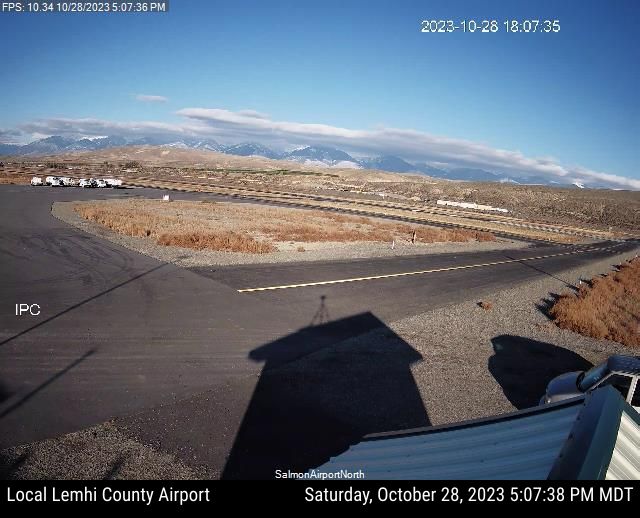 FPS: 10.34 10/28/2023 5:07:36 PM
2023-10-28 18:07:35
IPC
SalmonAirportNorth
Local Lemhi County Airport
Saturday, October 28, 2023 5:07:38 PM MDT